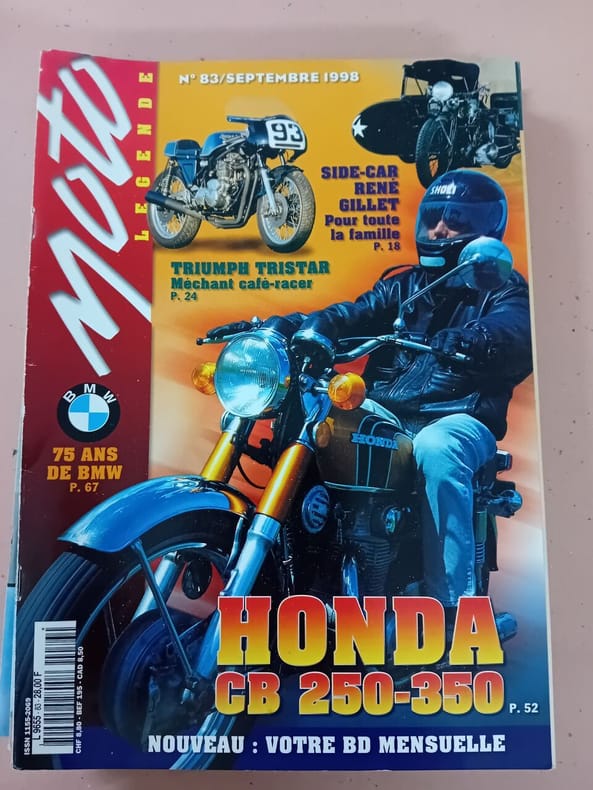 Moto
LEGENDE
N° 83/SEPTEMBRE 1998
93
SIDE-CAR
RENÉ
GILLET
Pour toute
la famille
P. 18
SHOEI
TRIUMPH TRISTAR
Méchant café-racer
P. 24
BMW
75 ANS
DE BMW
P. 67
HONDA
HONDA
CB 250-350
P. 52
NOUVEAU : VOTRE BD MENSUELLE
ISSN 1155-2069
L 9655 - 83 - 28,00 F
CHF 8,80 - BEF 195 - CAD 8,50